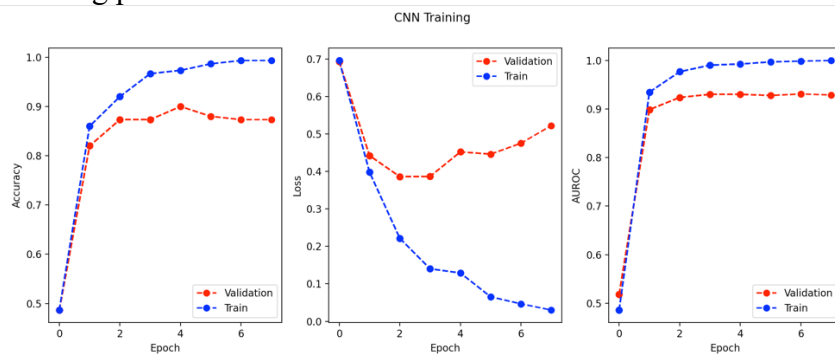 CNN Training
Accuracy
1.0
0.9
0.8
0.7
0.6
0.5
0
2
4
6
Epoch
Validation
Train
Loss
0.7
0.6
0.5
0.4
0.3
0.2
0.1
0.0
0
2
4
6
Epoch
Validation
Train
AUROC
1.0
0.9
0.8
0.7
0.6
0.5
0
2
4
6
Epoch
Validation
Train